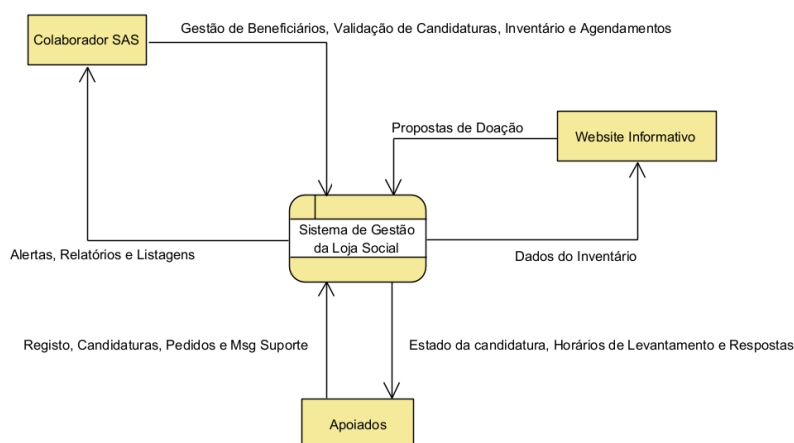 Gestão de Beneficiários, Validação de Candidaturas, Inventário e Agendamentos
Colaborador SAS
Propostas de Doação
Website Informativo
Sistema de Gestão
da Loja Social
Alertas, Relatórios e Listagens
Dados do Inventário
Registo, Candidaturas, Pedidos e Msg Suporte
Estado da candidatura, Horários de Levantamento e Respostas
Apoiados